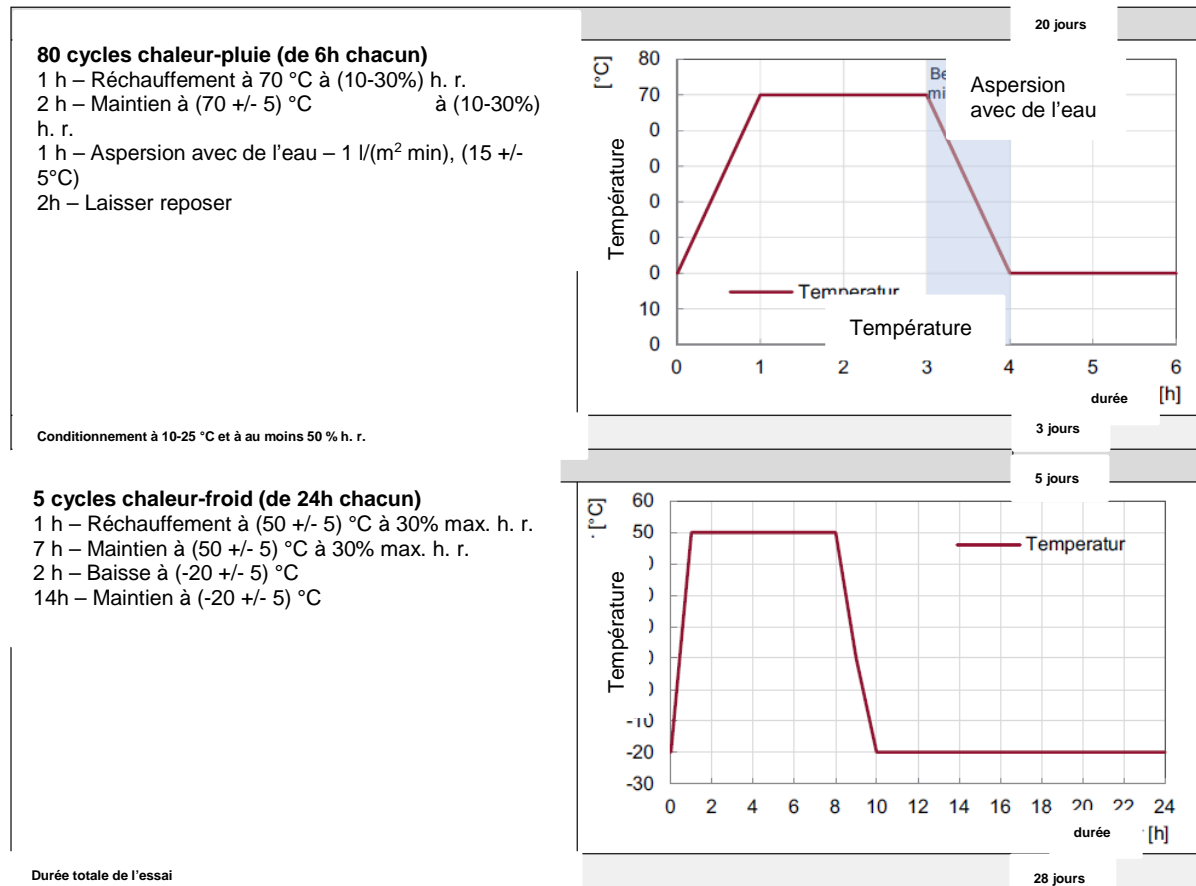 20 jours
80 cycles chaleur-pluie (de 6h chacun)
1 h – Réchauffement à 70 °C à (10-30%) h. r.
2 h – Maintien à (70 +/- 5) °C à (10-30%)
h. r.
1 h – Aspersion avec de l’eau – 1 l/(m² min), (15 +/-
5°C)
2h – Laisser reposer
[°C]
Température
80
70
0
0
0
0
0
10
0
Aspersion
avec de l’eau
Temperatur
Température
0 1 2 3 4 5 6
durée [h]
Conditionnement à 10-25 °C et à au moins 50 % h. r.
3 jours
5 jours
5 cycles chaleur-froid (de 24h chacun)
1 h – Réchauffement à (50 +/- 5) °C à 30% max. h. r.
7 h – Maintien à (50 +/- 5) °C à 30% max. h. r.
2 h – Baisse à (-20 +/- 5) °C
14h – Maintien à (-20 +/- 5) °C
[°C]
Température
60
50
-10
-20
-30
Temperatur
0 2 4 6 8 10 12 14 16 18 20 22 24
durée [h]
Durée totale de l’essai
28 jours